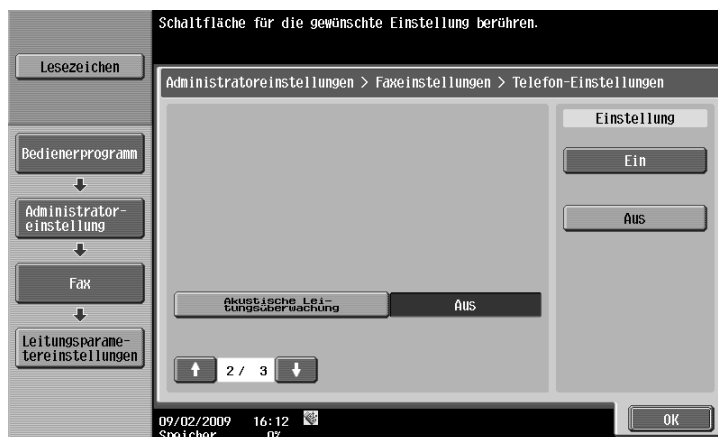 Schaltfläche für die gewünschte Einstellung berühren.
Lesezeichen
Administratoreinstellungen > Faxeinstellungen > Telefon-Einstellungen
Bedienerprogramm
Administrator-
einstellung
Fax
Leitungsparame-
tereinstellungen
Akustische Lei-
tungsüberwachung
Aus
2/ 3
Einstellung
Ein
Aus
09/02/2009 16:12
Speicher 0%
OK